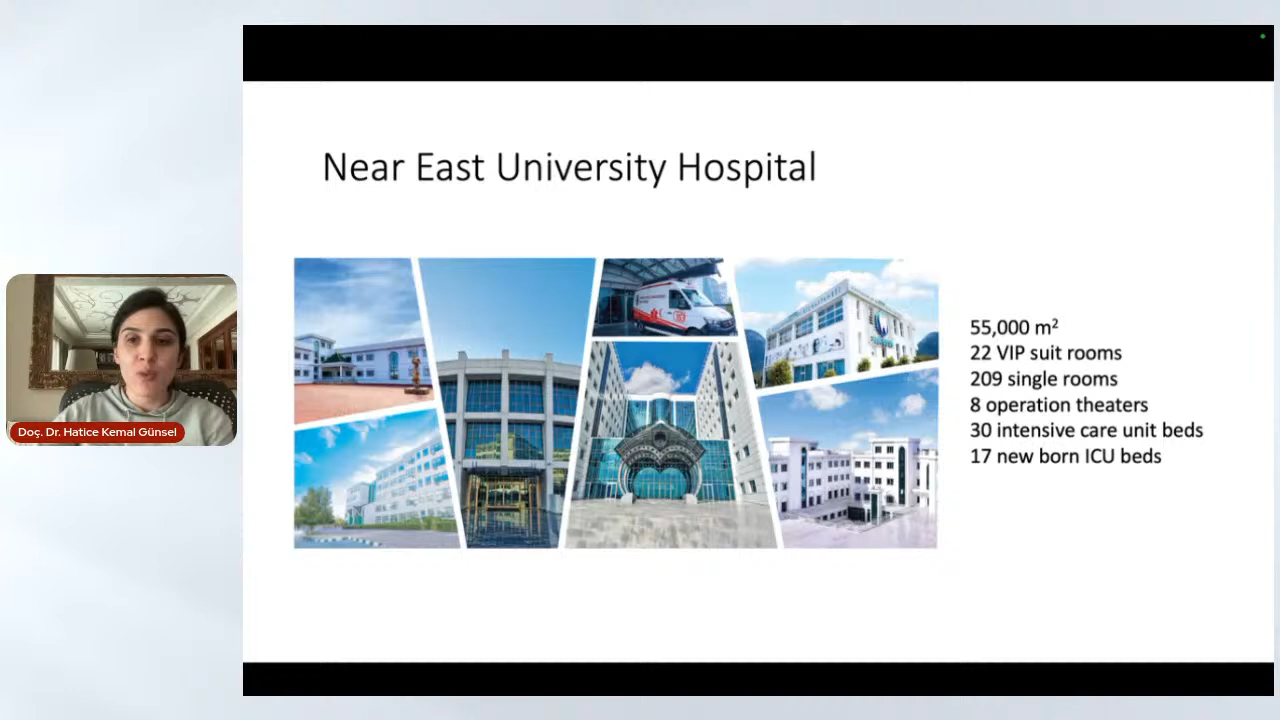 Near East University Hospital
55,000 m²
22 VIP suit rooms
209 single rooms
8 operation theaters
30 intensive care unit beds
17 new born ICU beds
Doç. Dr. Hatice Kemal Günsel